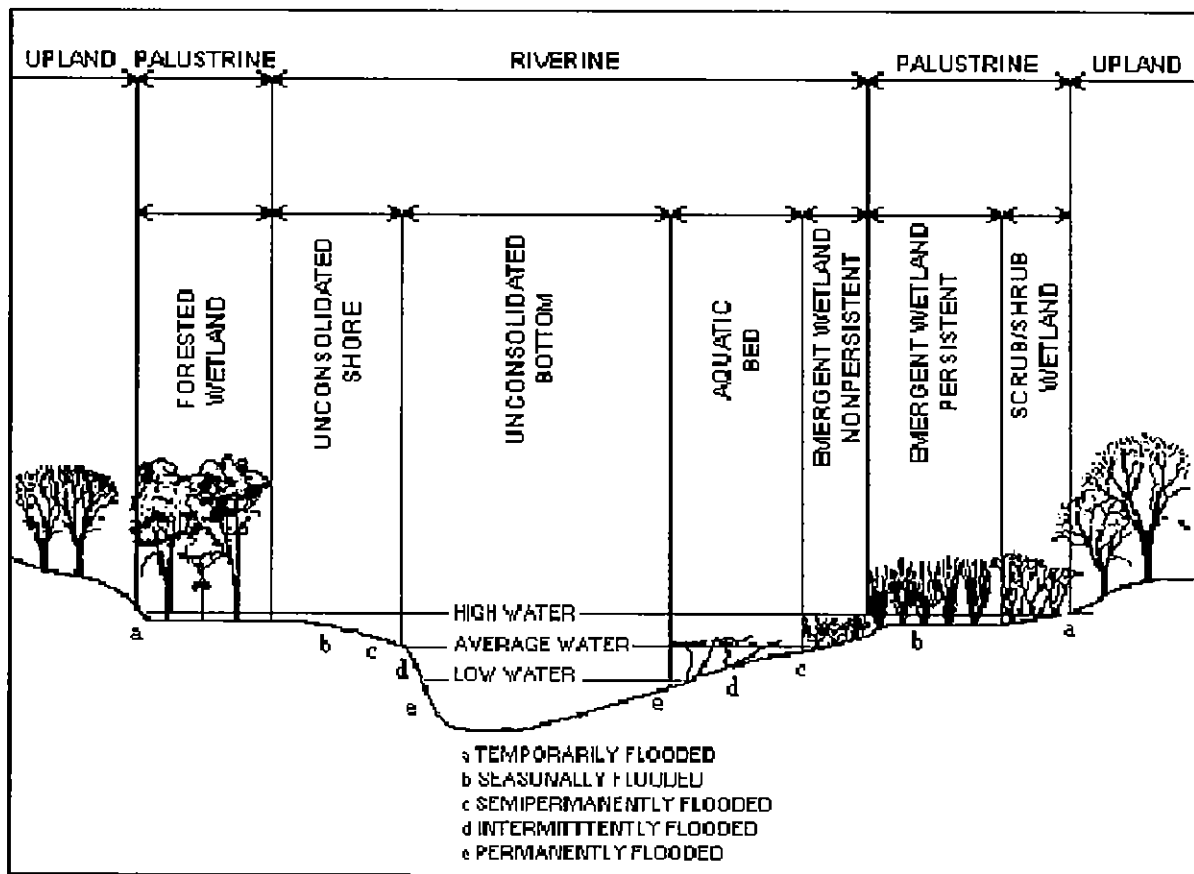 UPLAND PALUSTRINE RIVERINE PALUSTRINE UPLAND
FORESTED
WETLAND
UNCONSOLIDATED
SHORE
UNCONSOLIDATED
BOTTOM
AQUATIC
BED
EMERGENT WETLAND
NONPERSISTENT
EMERGENT WETLAND
PERSISTENT
SCRUB/SHRUB
WETLAND
HIGH WATER
AVERAGE WATER
LOW WATER
a b c d e e d c b a
a TEMPORARILY FLOODED
b SEASONALLY FLOODED
c SEMIPERMANENTLY FLOODED
d INTERMITTTENTLY FLOODED
e PERMANENTLY FLOODED